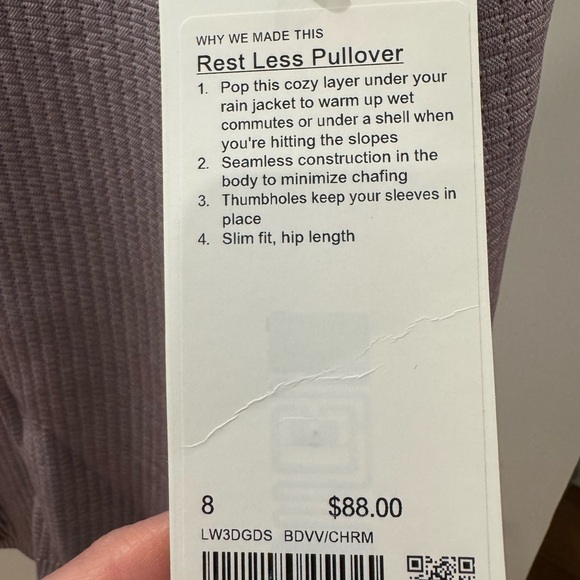 WHY WE MADE THIS
Rest Less Pullover
1. Pop this cozy layer under your
rain jacket to warm up wet
commutes or under a shell when
you're hitting the slopes
2. Seamless construction in the
body to minimize chafing
3. Thumbholes keep your sleeves in
place
4. Slim fit, hip length
8 $88.00
LW3DGDS BDVV/CHRM